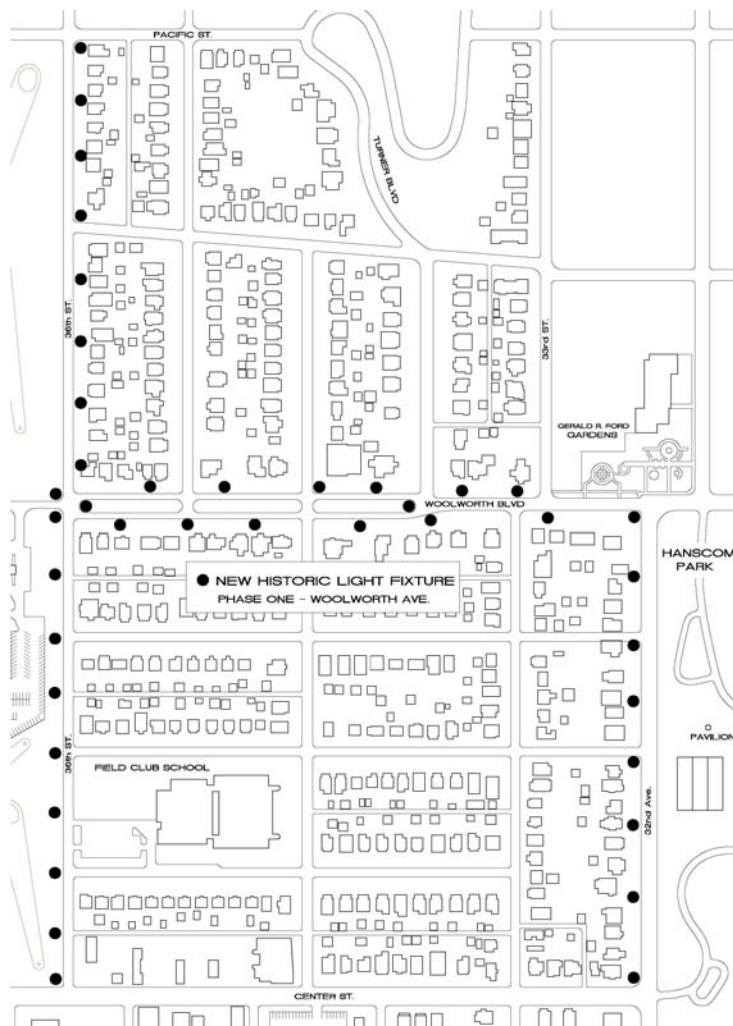 PACIFIC ST.
TURNER BLVD
36th ST.
33rd ST.
GERALD R. FORD
GARDENS
WOOLWORTH BLVD
HANSCOM
PARK
NEW HISTORIC LIGHT FIXTURE
PHASE ONE - WOOLWORTH AVE.
36th ST.
PAVILION
FIELD CLUB SCHOOL
32nd Ave.
CENTER ST.